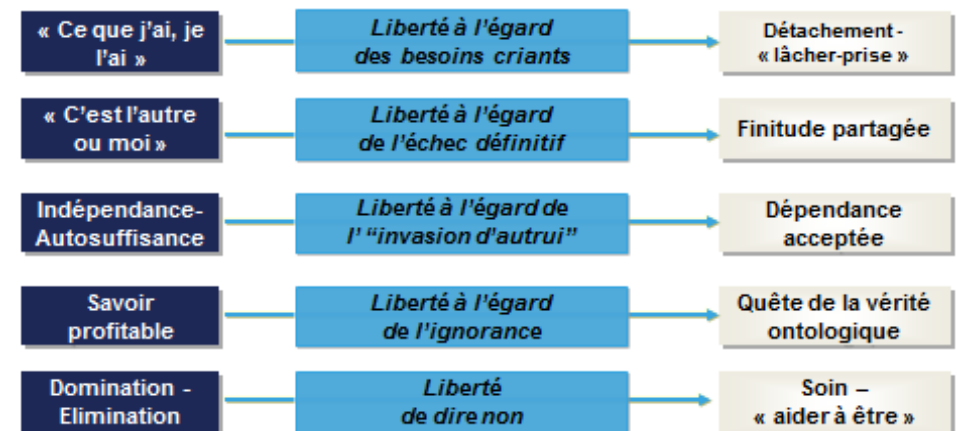 « Ce que j'ai, je
l'ai »
Liberté à l'égard
des besoins criants
Détachement -
« lâcher-prise »
« C'est l'autre
ou moi »
Liberté à l'égard
de l'échec définitif
Finitude partagée
Indépendance-
Autosuffisance
Liberté à l'égard de
l' “invasion d'autrui”
Dépendance
acceptée
Savoir
profitable
Liberté à l'égard
de l'ignorance
Quête de la vérité
ontologique
Domination -
Elimination
Liberté
de dire non
Soin –
« aider à être »